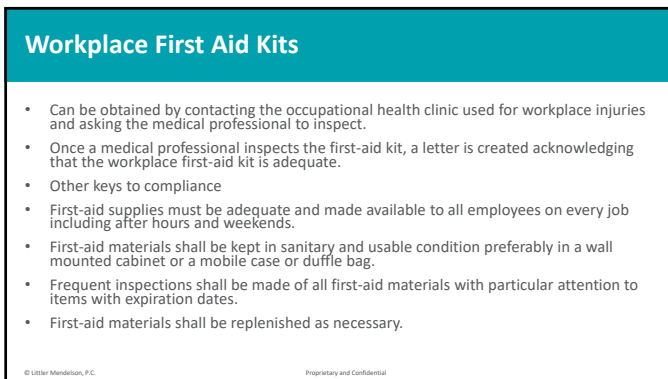 Workplace First Aid Kits
• Can be obtained by contacting the occupational health clinic used for workplace injuries
and asking the medical professional to inspect.
• Once a medical professional inspects the first-aid kit, a letter is created acknowledging
that the workplace first-aid kit is adequate.
• Other keys to compliance
• First-aid supplies must be adequate and made available to all employees on every job
including after hours and weekends.
• First-aid materials shall be kept in sanitary and usable condition preferably in a wall
mounted cabinet or a mobile case or duffle bag.
• Frequent inspections shall be made of all first-aid materials with particular attention to
items with expiration dates.
• First-aid materials shall be replenished as necessary.
© Littler Mendelson, P.C. Proprietary and Confidential